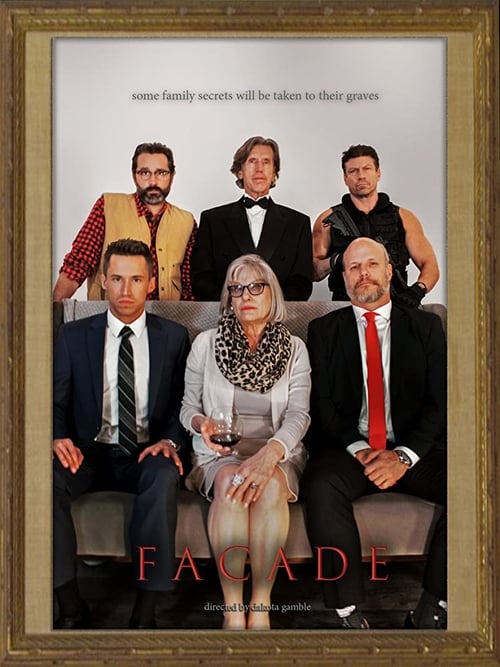 some family secrets will be taken to their graves
FACADE
directed by dakota gamble